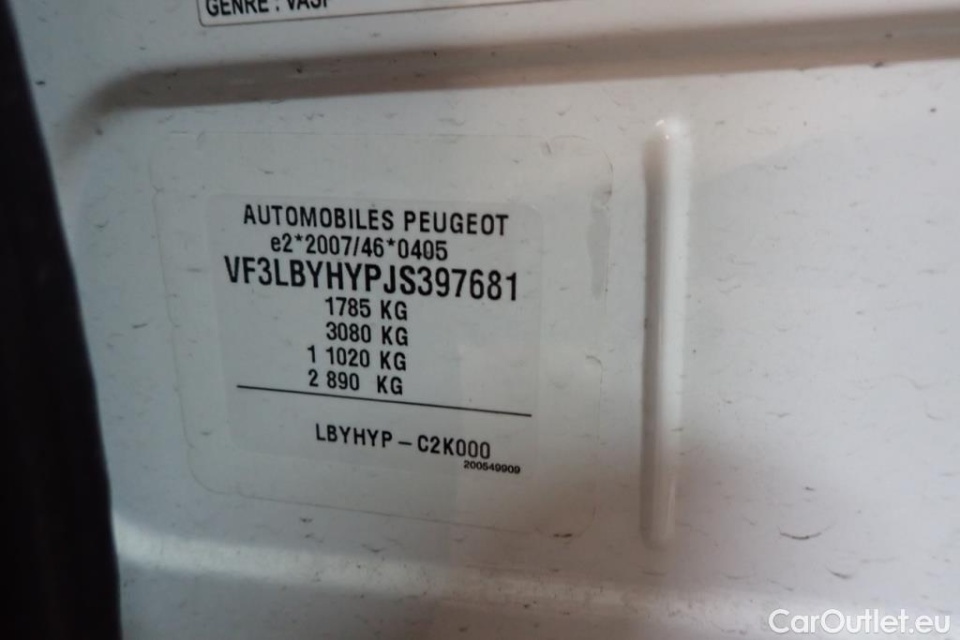 GENRE : VASP
AUTOMOBILES PEUGEOT
e2*2007/46*0405
VF3LBYHYPJS397681
1785 KG
3080 KG
1 1020 KG
2 890 KG
LBYHYP – C2K000
200549909
CarOutlet.eu